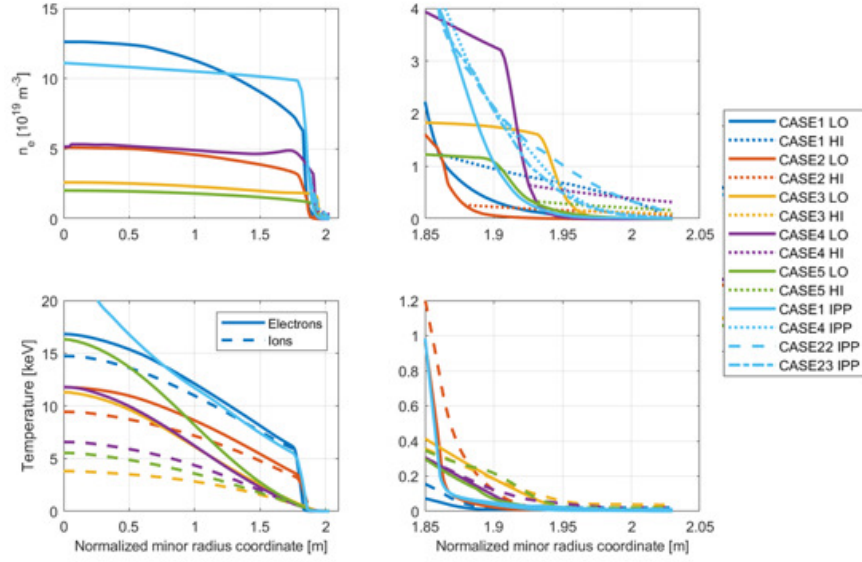 15
10
5
0
n_e [10^19 m^-3]
0 0.5 1 1.5 2
4
3
2
1
0
1.85 1.9 1.95 2 2.05
CASE1 LO
CASE1 HI
CASE2 LO
CASE2 HI
CASE3 LO
CASE3 HI
CASE4 LO
CASE4 HI
CASE5 LO
CASE5 HI
CASE1 IPP
CASE4 IPP
CASE22 IPP
CASE23 IPP
20
15
10
5
0
Temperature [keV]
Electrons
Ions
0 0.5 1 1.5 2
Normalized minor radius coordinate [m]
1.2
1
0.8
0.6
0.4
0.2
0
1.85 1.9 1.95 2 2.05
Normalized minor radius coordinate [m]